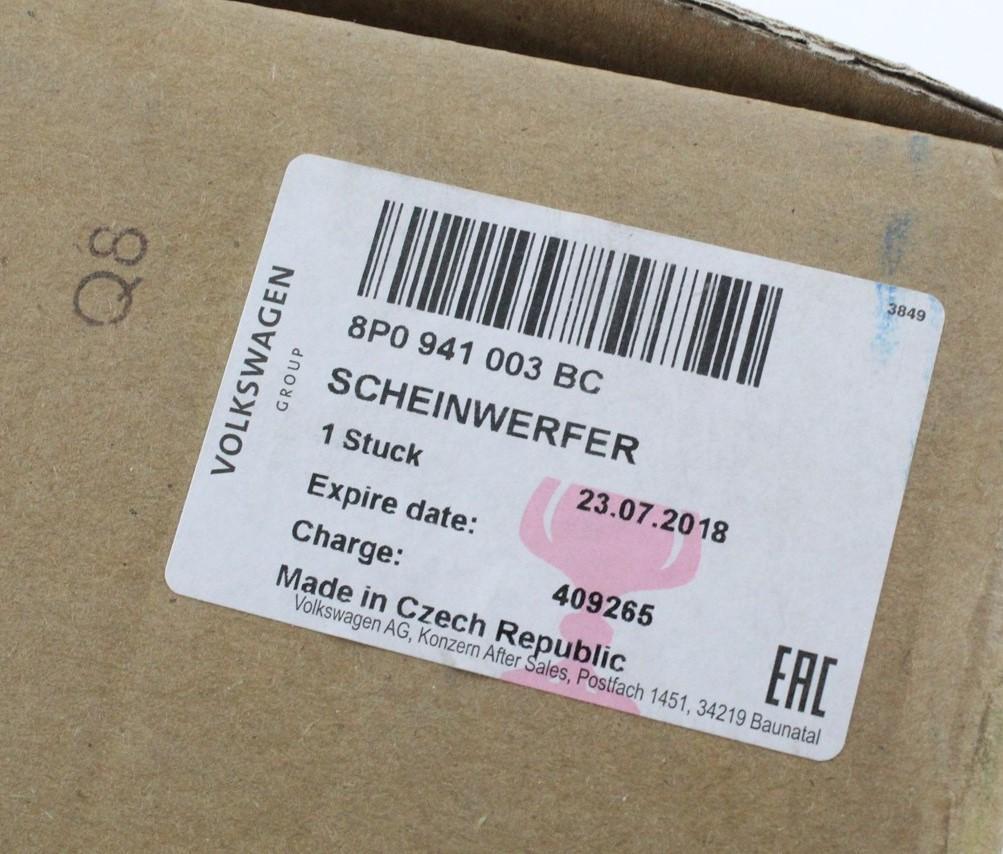 Q8
3849
VOLKSWAGEN
GROUP
8P0 941 003 BC
SCHEINWERFER
1 Stuck
Expire date: 23.07.2018
Charge: 409265
Made in Czech Republic
Volkswagen AG, Konzern After Sales, Postfach 1451, 34219 Baunatal
EAC